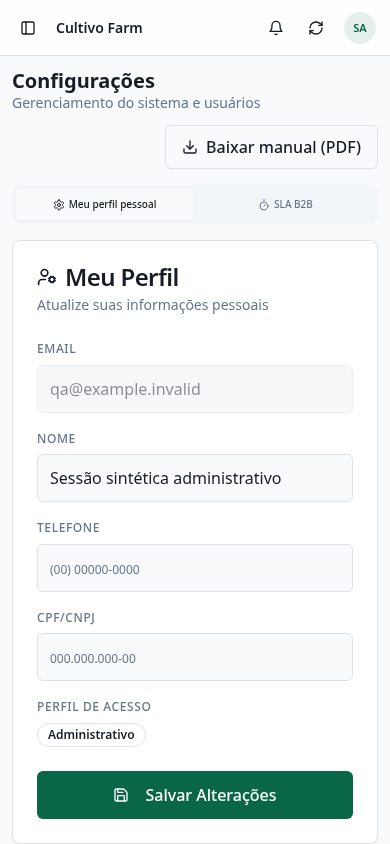 Cultivo Farm
SA
Configurações
Gerenciamento do sistema e usuários
Baixar manual (PDF)
Meu perfil pessoal
SLA B2B
Meu Perfil
Atualize suas informações pessoais
EMAIL
qa@example.invalid
NOME
Sessão sintética administrativo
TELEFONE
(00) 00000-0000
CPF/CNPJ
000.000.000-00
PERFIL DE ACESSO
Administrativo
Salvar Alterações